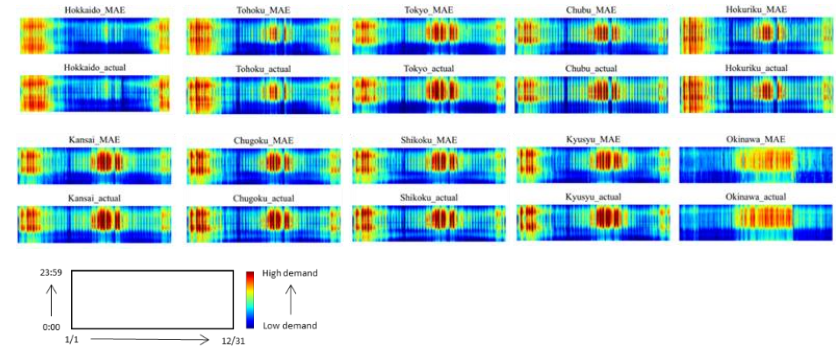 Hokkaido_MAE Tohoku_MAE Tokyo_MAE Chubu_MAE Hokuriku_MAE
Hokkaido_actual Tohoku_actual Tokyo_actual Chubu_actual Hokuriku_actual
Kansai_MAE Chugoku_MAE Shikoku_MAE Kyusyu_MAE Okinawa_MAE
Kansai_actual Chugoku_actual Shikoku_actual Kyusyu_actual Okinawa_actual
23:59 High demand
0:00 Low demand
1/1 12/31